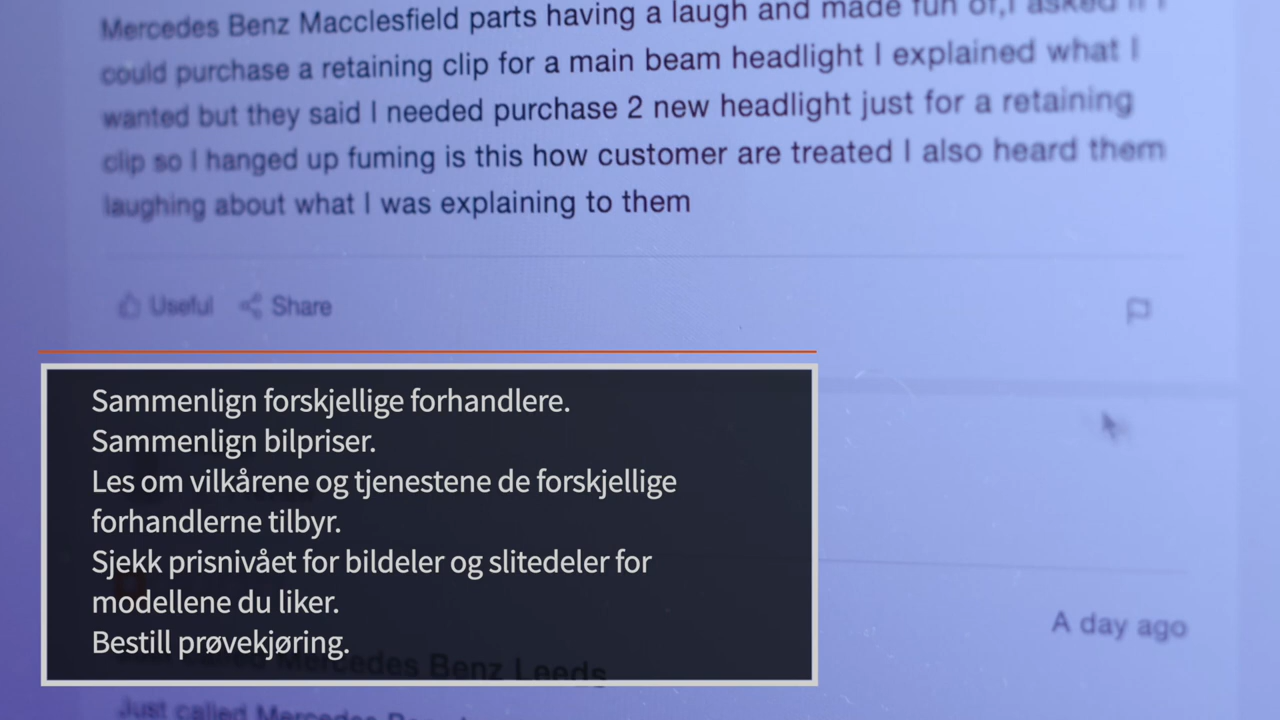 Mercedes Benz Macclesfield parts having a laugh and made fun of,I asked if I
could purchase a retaining clip for a main beam headlight I explained what I
wanted but they said I needed purchase 2 new headlight just for a retaining
clip so I hanged up fuming is this how customer are treated I also heard them
laughing about what I was explaining to them
Useful Share
Sammenlign forskjellige forhandlere.
Sammenlign bilpriser.
Les om vilkårene og tjenestene de forskjellige
forhandlerne tilbyr.
Sjekk prisnivået for bildeler og slitedeler for
modellene du liker.
Bestill prøvekjøring.
A day ago
called Mercedes Benz Leeds
Just called Mercedes